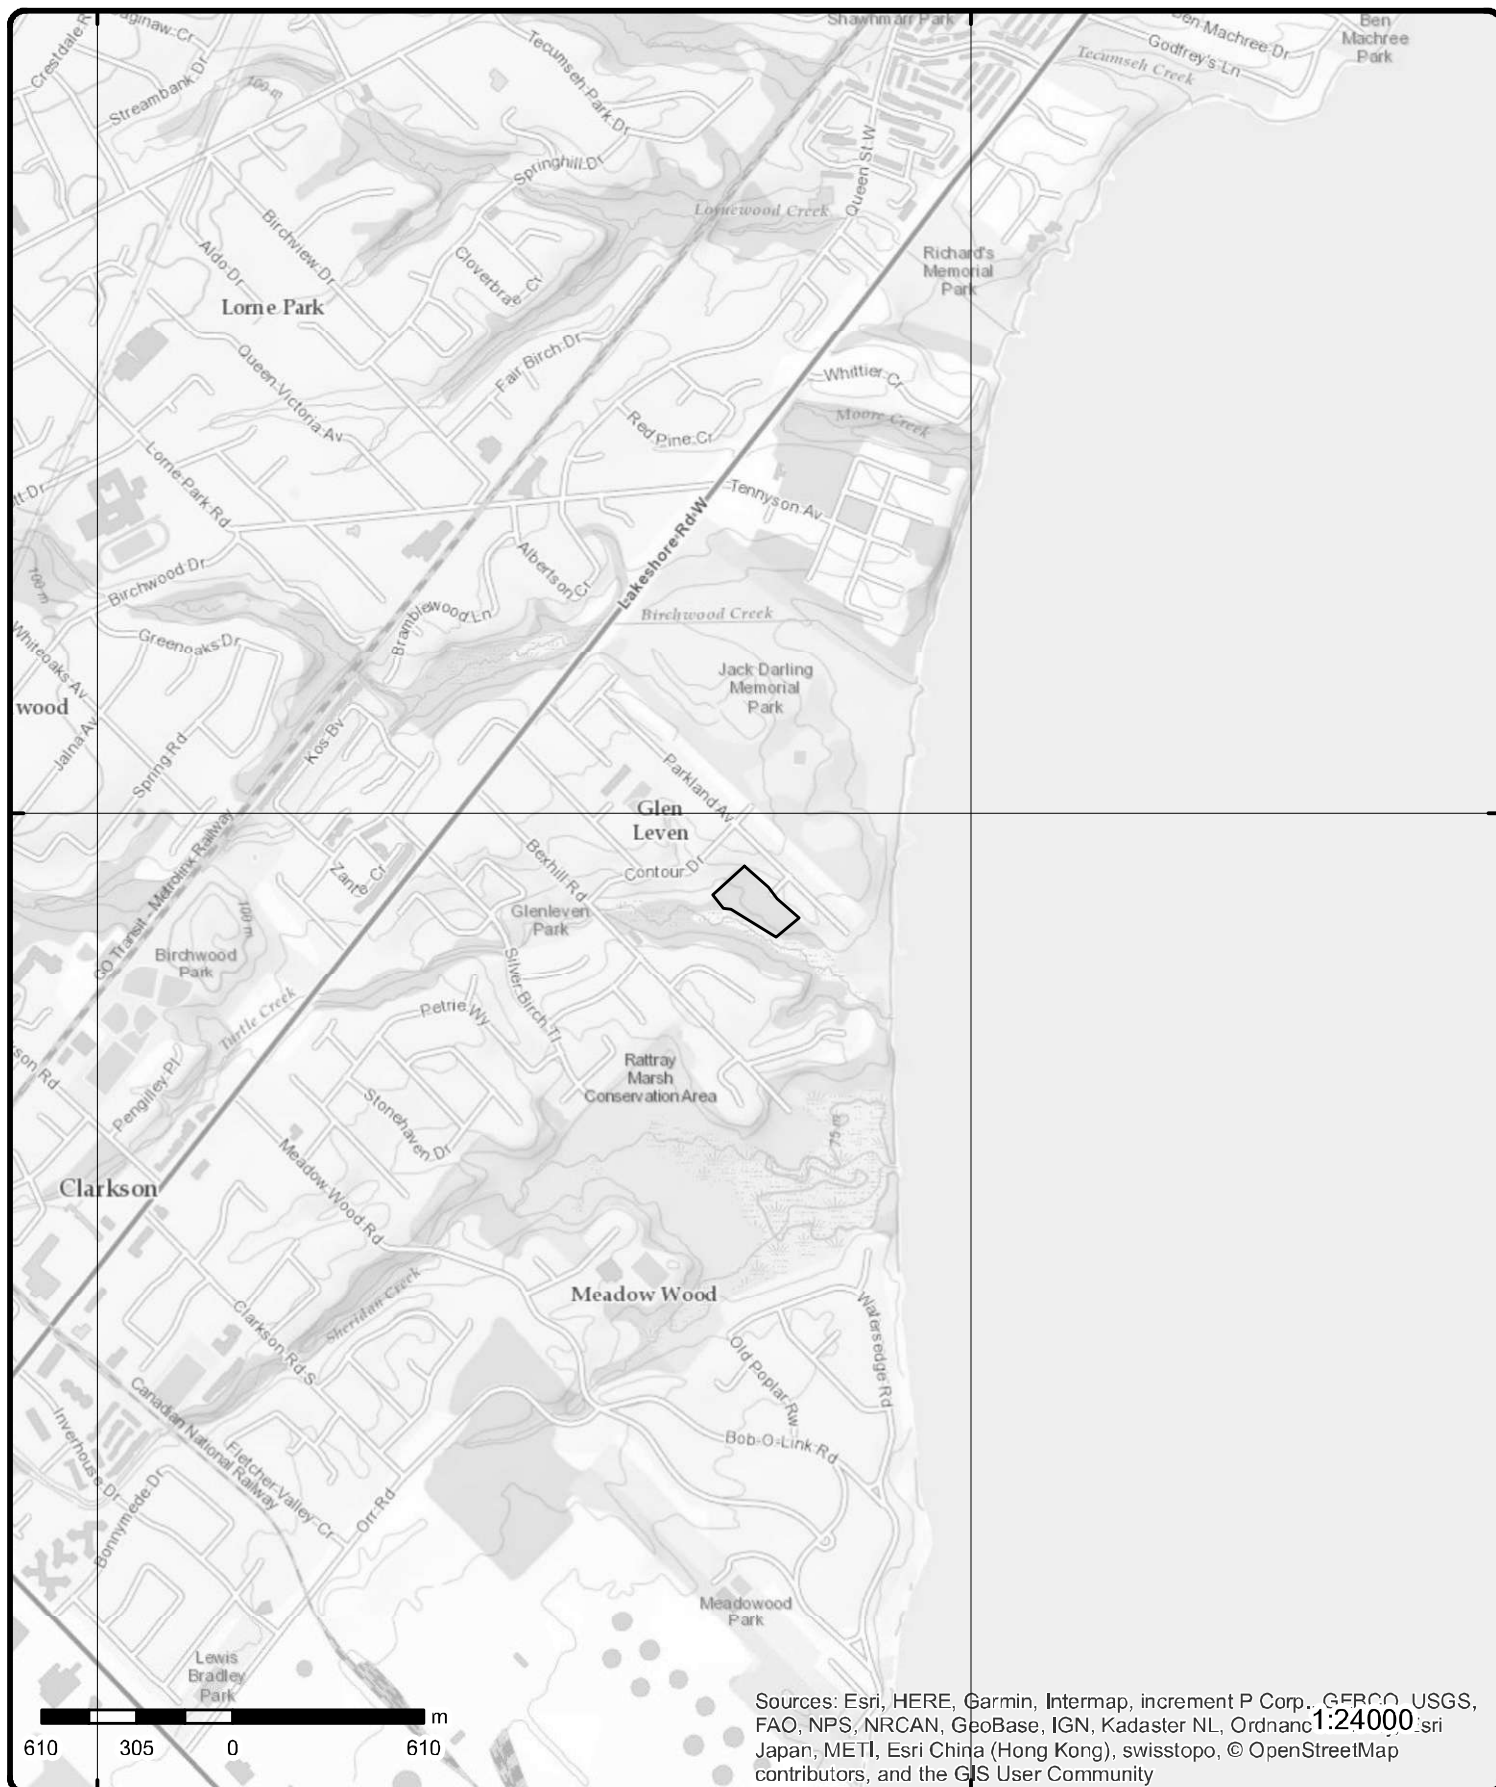 Shawnmarr Park
Ben
Machree
Park
Ben Machree Dr
Godfrey's Ln
Tecumseh Creek
Crestdale R
aginaw Cr
Streambank Dr
100 m
Tecumseh Park Dr
Springhill Dr
Queen St W
Lornewood Creek
Richard's
Memorial
Park
Birchview Dr
Aldo Dr
Cloverbrae Cr
Lorne Park
Fair Birch Dr
Queen Victoria Av
Whittier Cr
Moore Creek
Red Pine Cr
Lorne Park Rd
tt Dr
Tennyson Av
Lakeshore Rd W
Albertson Cr
100 m
Birchwood Dr
Bramblewood Ln
Birchwood Creek
Whiteoaks Av
Greenoaks Dr
Jack Darling
Memorial
Park
wood
Jalna Av
Spring Rd
Kos Bv
Parkland Av
Glen
Leven
GO Transit - Metrolinx Railway
Zante Cr
Bexhill Rd
Contour Dr
Glenleven
Park
100 m
Birchwood
Park
Silver Birch Tl
Turtle Creek
Petrie Wy
son Rd
Pengilley Pl
Rattray
Marsh
Conservation Area
Stonehaven Dr
75 m
Meadow Wood Rd
Clarkson
Sheridan Creek
Meadow Wood
Clarkson Rd S
Watersedge Rd
Old Poplar Rw
Canadian National Railway
Inverhouse Dr
Fletcher Valley Cr
Bob-O-Link Rd
Bonnymede Dr
Orr Rd
Meadowood
Park
Lewis
Bradley
Park
m
610 305 0 610
Sources: Esri, HERE, Garmin, Intermap, increment P Corp., GEBCO, USGS,
FAO, NPS, NRCAN, GeoBase, IGN, Kadaster NL, Ordnanc 1:24000 sri
Japan, METI, Esri China (Hong Kong), swisstopo, © OpenStreetMap
contributors, and the GIS User Community